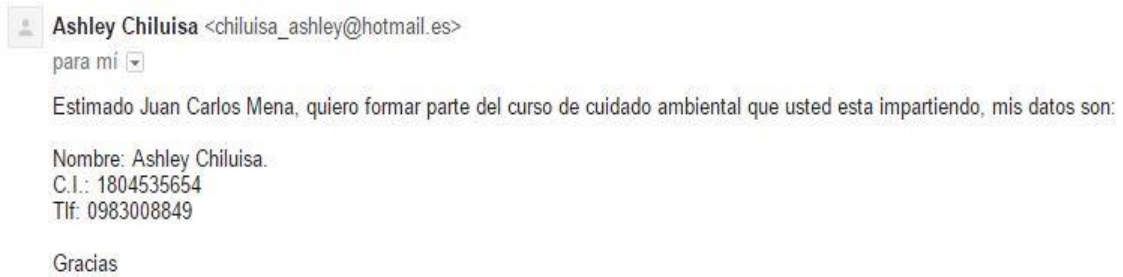 Ashley Chiluisa <chiluisa_ashley@hotmail.es>
para mí
Estimado Juan Carlos Mena, quiero formar parte del curso de cuidado ambiental que usted esta impartiendo, mis datos son:
Nombre: Ashley Chiluisa.
C.I.: 1804535654
Tlf: 0983008849
Gracias